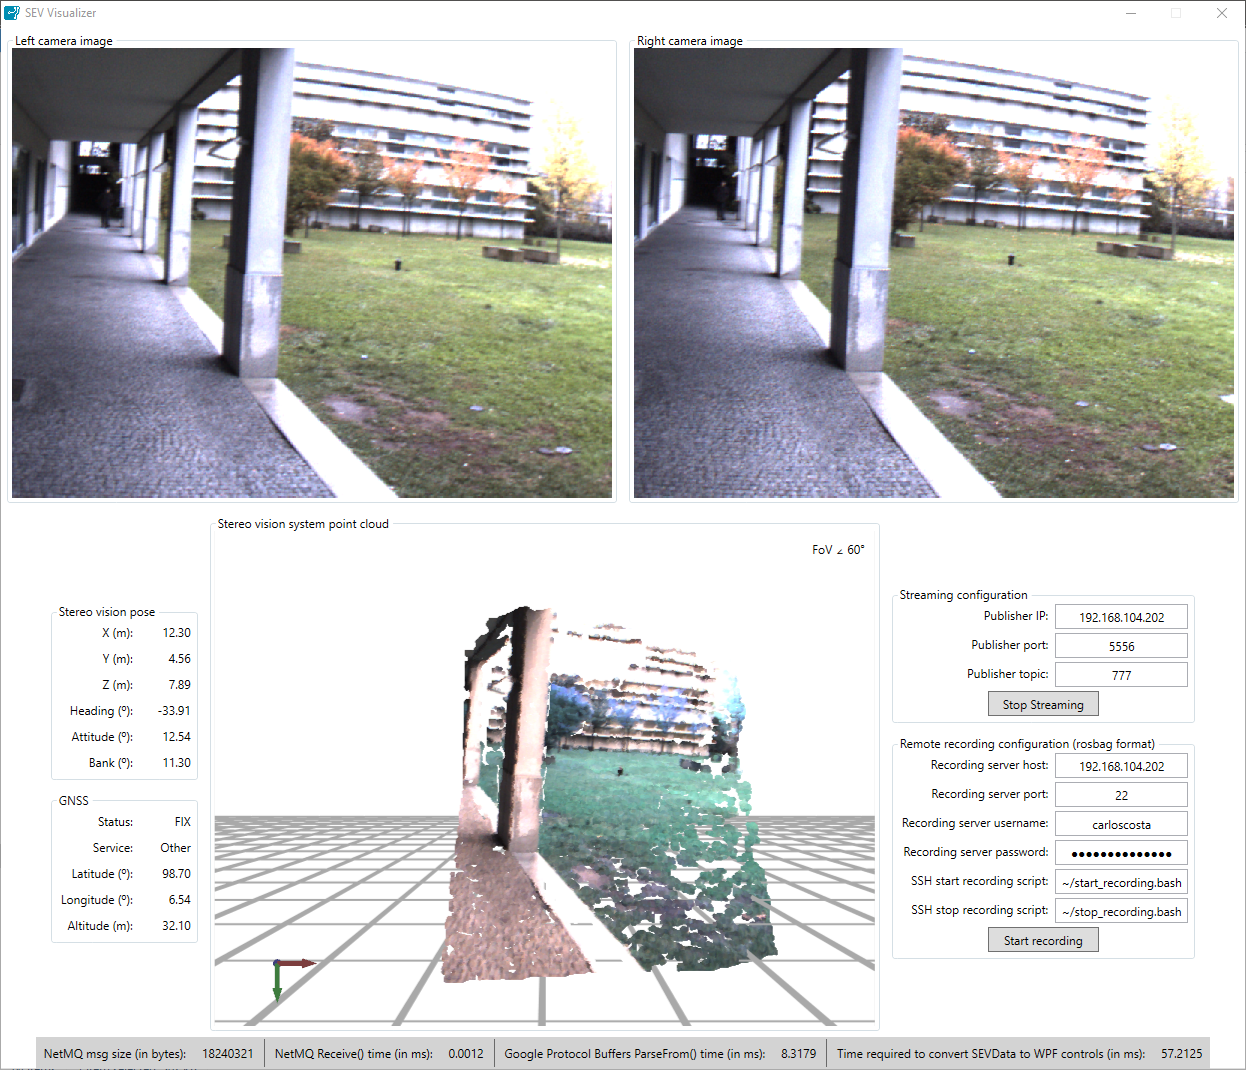 SEV Visualizer
Left camera image
Right camera image
Stereo vision system point cloud
FoV ∠ 60°
Stereo vision pose
X (m): 12.30
Y (m): 4.56
Z (m): 7.89
Heading (º): -33.91
Attitude (º): 12.54
Bank (º): 11.30
GNSS
Status: FIX
Service: Other
Latitude (º): 98.70
Longitude (º): 6.54
Altitude (m): 32.10
Streaming configuration
Publisher IP: 192.168.104.202
Publisher port: 5556
Publisher topic: 777
Stop Streaming
Remote recording configuration (rosbag format)
Recording server host: 192.168.104.202
Recording server port: 22
Recording server username: carloscosta
Recording server password: ●●●●●●●●●●●●●●
SSH start recording script: ~/start_recording.bash
SSH stop recording script: ~/stop_recording.bash
Start recording
NetMQ msg size (in bytes): 18240321
NetMQ Receive() time (in ms): 0.0012
Google Protocol Buffers ParseFrom() time (in ms): 8.3179
Time required to convert SEVData to WPF controls (in ms): 57.2125